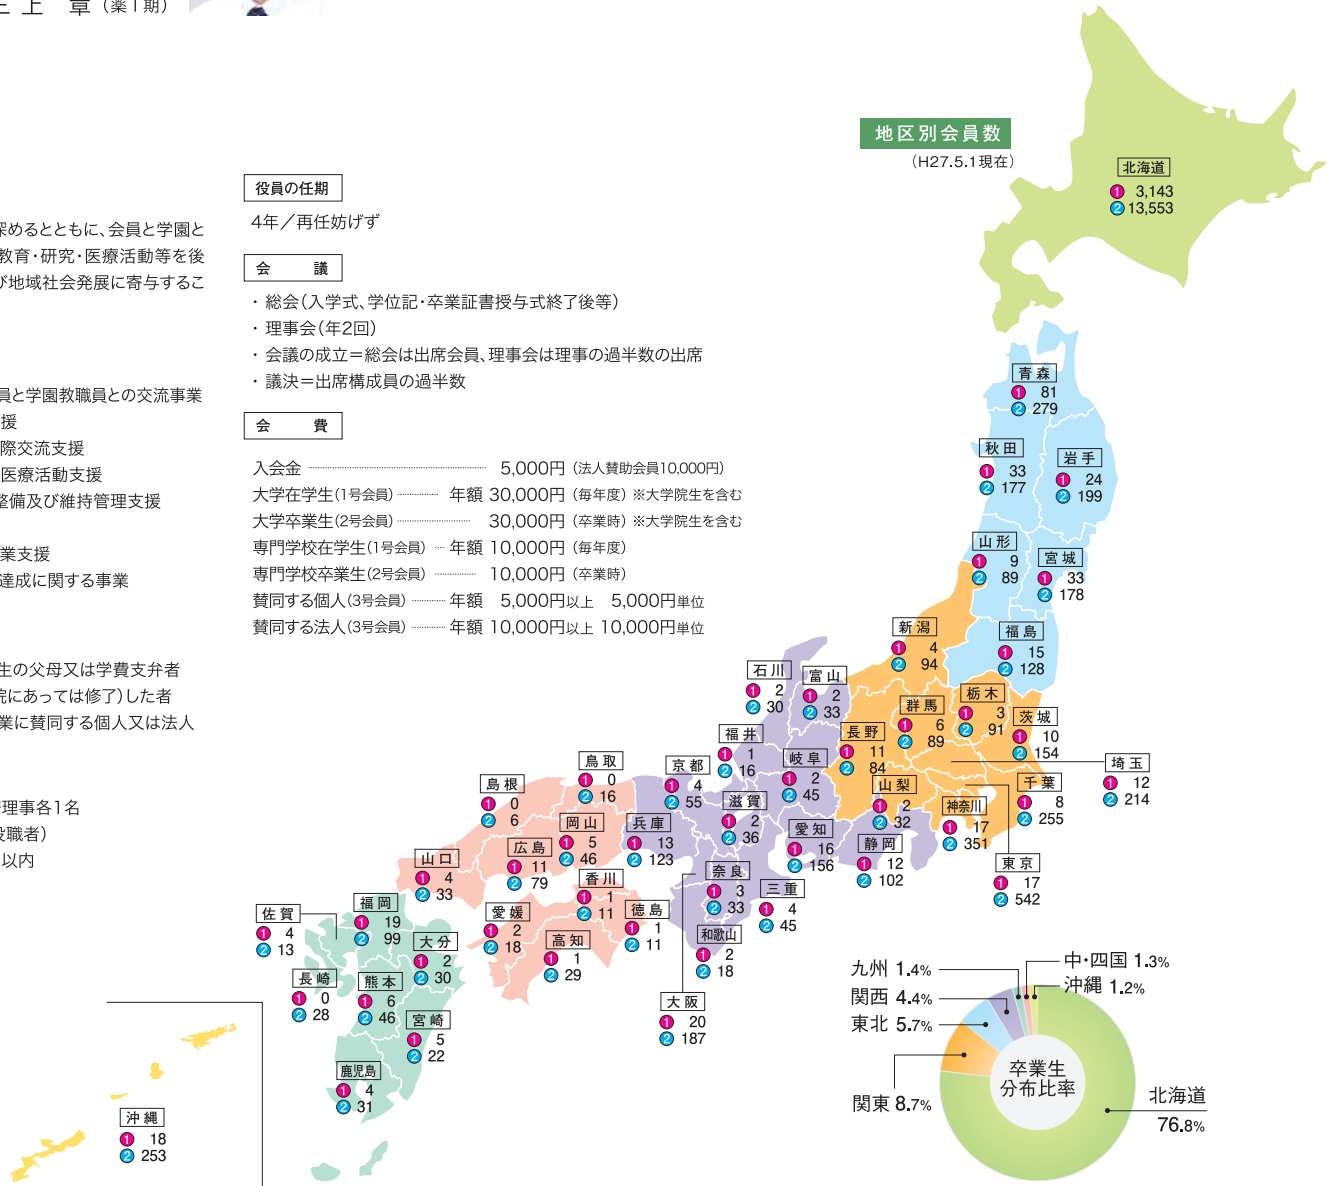 上 章 (薬1期)
深めるとともに、会員と学園と
教育・研究・医療活動等を後
び地域社会発展に寄与するこ
員と学園教職員との交流事業
援
際交流支援
医療活動支援
整備及び維持管理支援
業支援
達成に関する事業
生の父母又は学費支弁者
院にあっては修了)した者
業に賛同する個人又は法人
理事各1名
役職者)
以内
役員の任期
4年/再任妨げず
会 議
・総会(入学式、学位記・卒業証書授与式終了後等)
・理事会(年2回)
・会議の成立=総会は出席会員、理事会は理事の過半数の出席
・議決=出席構成員の過半数
会 費
入会金 5,000円 (法人賛助会員10,000円)
大学在学生(1号会員) 年額 30,000円 (毎年度) ※大学院生を含む
大学卒業生(2号会員) 30,000円 (卒業時) ※大学院生を含む
専門学校在学生(1号会員) 年額 10,000円 (毎年度)
専門学校卒業生(2号会員) 10,000円 (卒業時)
賛同する個人(3号会員) 年額 5,000円以上 5,000円単位
賛同する法人(3号会員) 年額 10,000円以上 10,000円単位
地区別会員数
(H27.5.1現在)
北海道
1 3,143
2 13,553
青森
1 81
2 279
秋田
1 33
2 177
岩手
1 24
2 199
山形
1 9
2 89
宮城
1 33
2 178
福島
1 15
2 128
新潟
1 4
2 94
栃木
1 3
2 91
群馬
1 6
2 89
茨城
1 10
2 154
長野
1 11
2 84
埼玉
1 12
2 214
千葉
1 8
2 255
山梨
1 2
2 32
神奈川
1 17
2 351
東京
1 17
2 542
石川
1 2
2 30
富山
1 2
2 33
福井
1 1
2 16
岐阜
1 2
2 45
静岡
1 12
2 102
愛知
1 16
2 156
滋賀
1 2
2 36
京都
1 4
2 55
兵庫
1 13
2 123
奈良
1 3
2 33
三重
1 4
2 45
和歌山
1 2
2 18
大阪
1 20
2 187
鳥取
1 0
2 16
島根
1 0
2 6
岡山
1 5
2 46
広島
1 11
2 79
山口
1 4
2 33
香川
1 1
2 11
徳島
1 1
2 11
愛媛
1 2
2 18
高知
1 1
2 29
福岡
1 19
2 99
佐賀
1 4
2 13
大分
1 2
2 30
長崎
1 0
2 28
熊本
1 6
2 46
宮崎
1 5
2 22
鹿児島
1 4
2 31
沖縄
1 18
2 253
九州 1.4%
関西 4.4%
東北 5.7%
関東 8.7%
中・四国 1.3%
沖縄 1.2%
北海道
76.8%
卒業生
分布比率